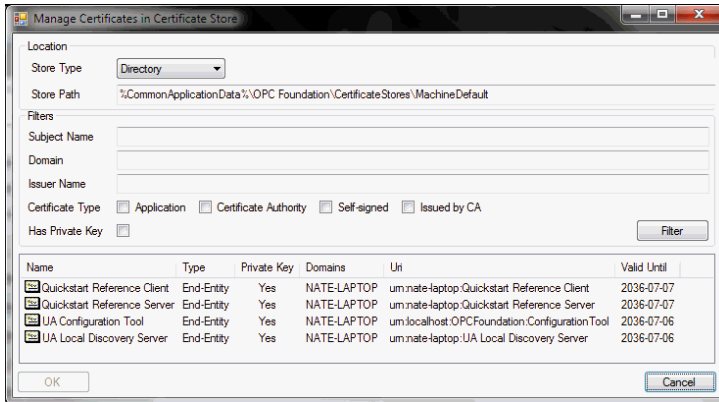 Manage Certificates in Certificate Store
Location
Store Type Directory
Store Path %CommonApplicationData%\OPC Foundation\CertificateStores\MachineDefault
Filters
Subject Name
Domain
Issuer Name
Certificate Type Application Certificate Authority Self-signed Issued by CA
Has Private Key Filter
Name Type Private Key Domains Uri Valid Until
Quickstart Reference Client End-Entity Yes NATE-LAPTOP urn:nate-laptop:Quickstart Reference Client 2036-07-07
Quickstart Reference Server End-Entity Yes NATE-LAPTOP urn:nate-laptop:Quickstart Reference Server 2036-07-07
UA Configuration Tool End-Entity Yes NATE-LAPTOP urn:localhost:OPCFoundation:ConfigurationTool 2036-07-06
UA Local Discovery Server End-Entity Yes NATE-LAPTOP urn:nate-laptop:UA Local Discovery Server 2036-07-06
OK Cancel